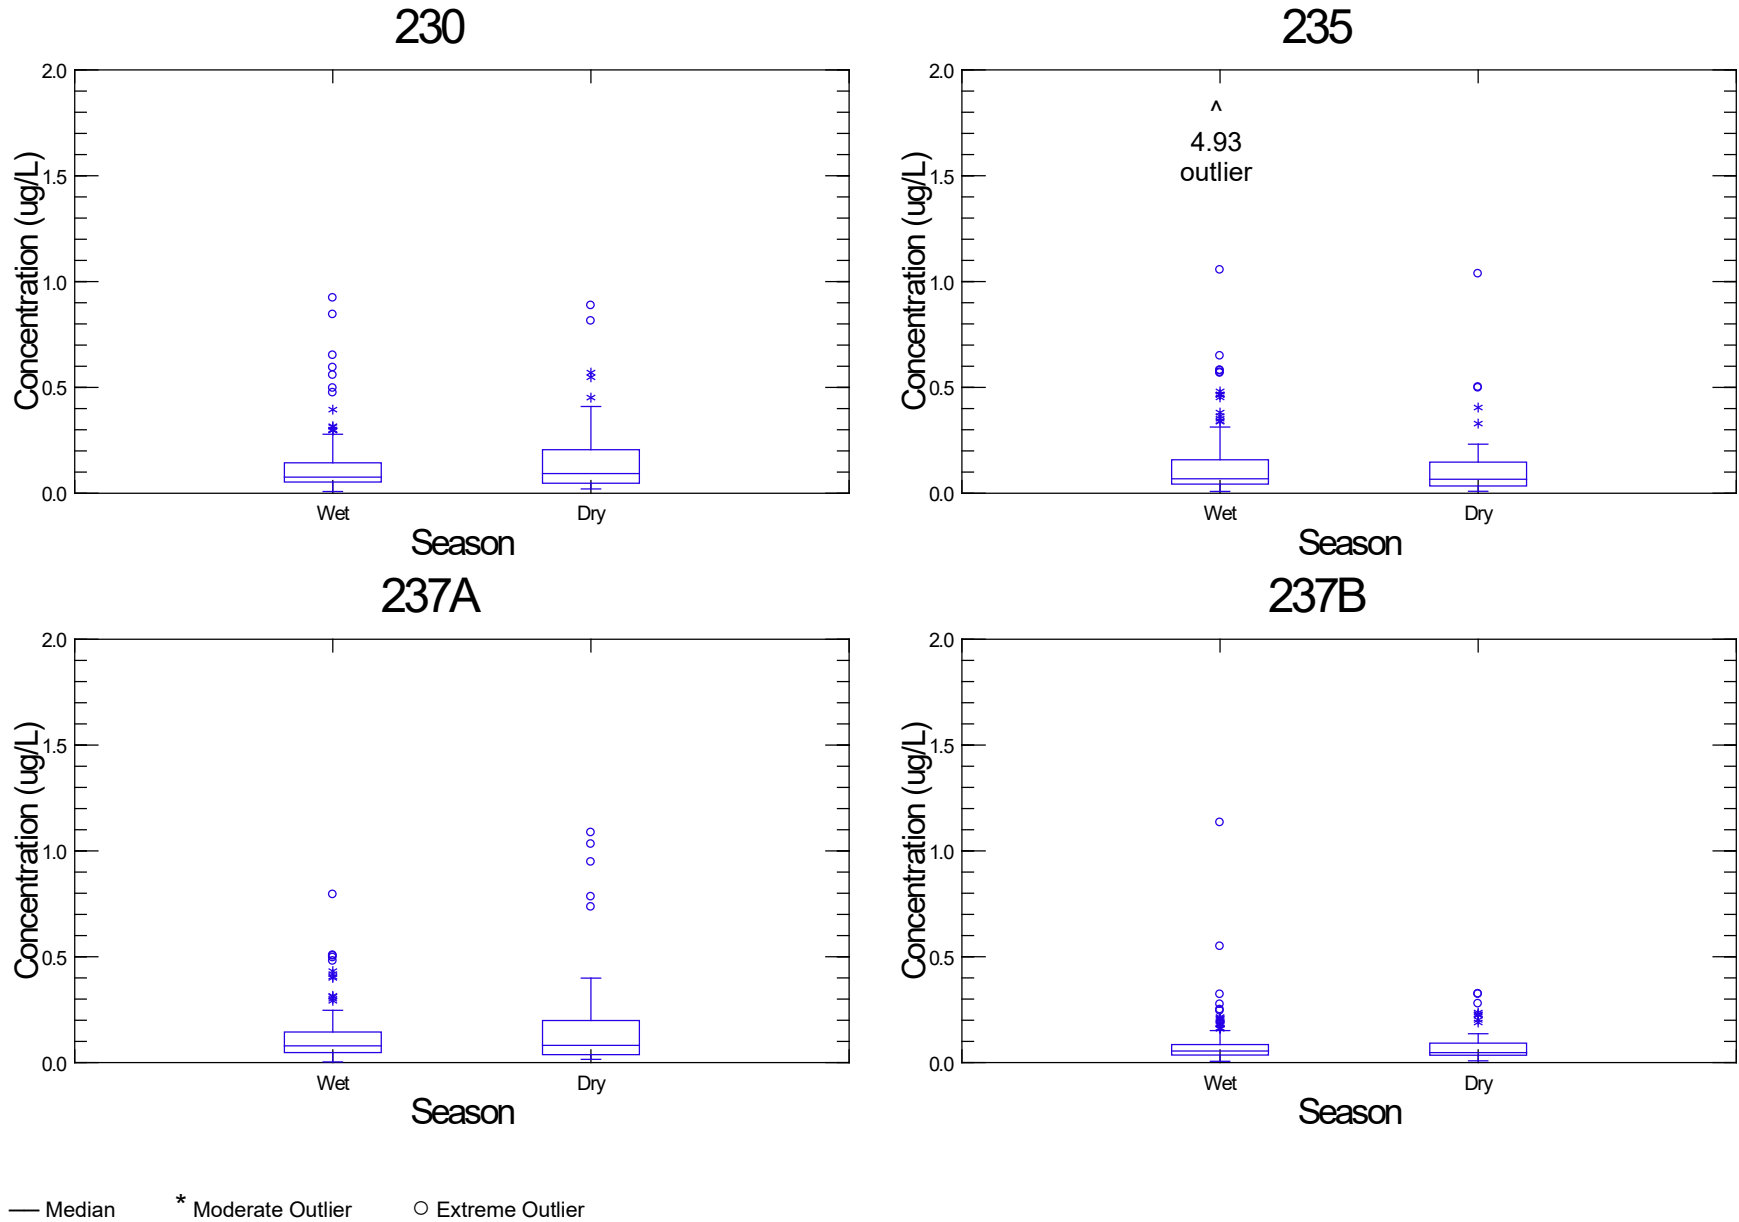 230
2.0
1.5
1.0
0.5
0.0
Concentration (ug/L)
Wet
Dry
Season
235
2.0
1.5
1.0
0.5
0.0
Concentration (ug/L)
^
4.93
outlier
Wet
Dry
Season
237A
2.0
1.5
1.0
0.5
0.0
Concentration (ug/L)
Wet
Dry
Season
237B
2.0
1.5
1.0
0.5
0.0
Concentration (ug/L)
Wet
Dry
Season
— Median * Moderate Outlier ○ Extreme Outlier